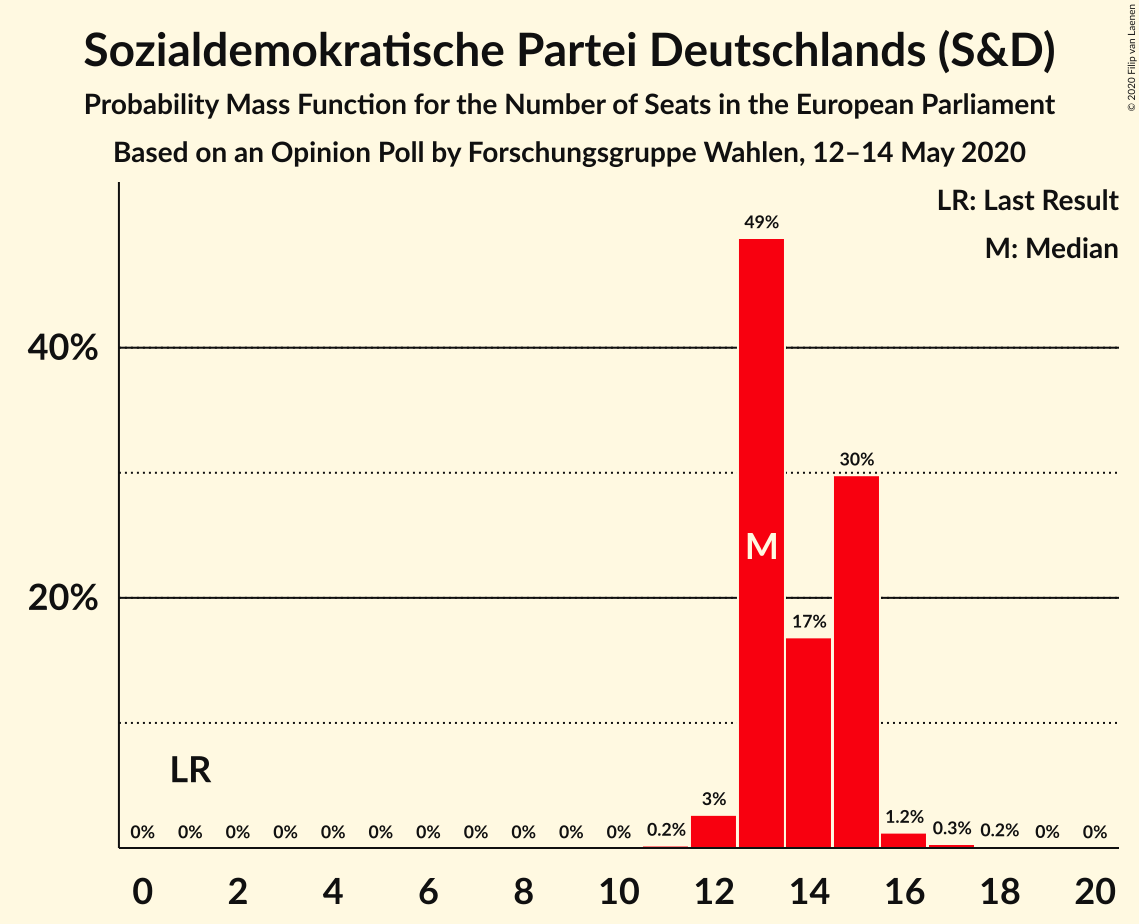 Sozialdemokratische Partei Deutschlands (S&D)
Probability Mass Function for the Number of Seats in the European Parliament
Based on an Opinion Poll by Forschungsgruppe Wahlen, 12–14 May 2020
© 2020 Filip van Laenen
LR: Last Result
M: Median
49%
40%
30%
M
20%
17%
LR
0% 0% 0% 0% 0% 0% 0% 0% 0% 0% 0% 0.2% 3% 1.2% 0.3% 0.2% 0% 0%
0 2 4 6 8 10 12 14 16 18 20